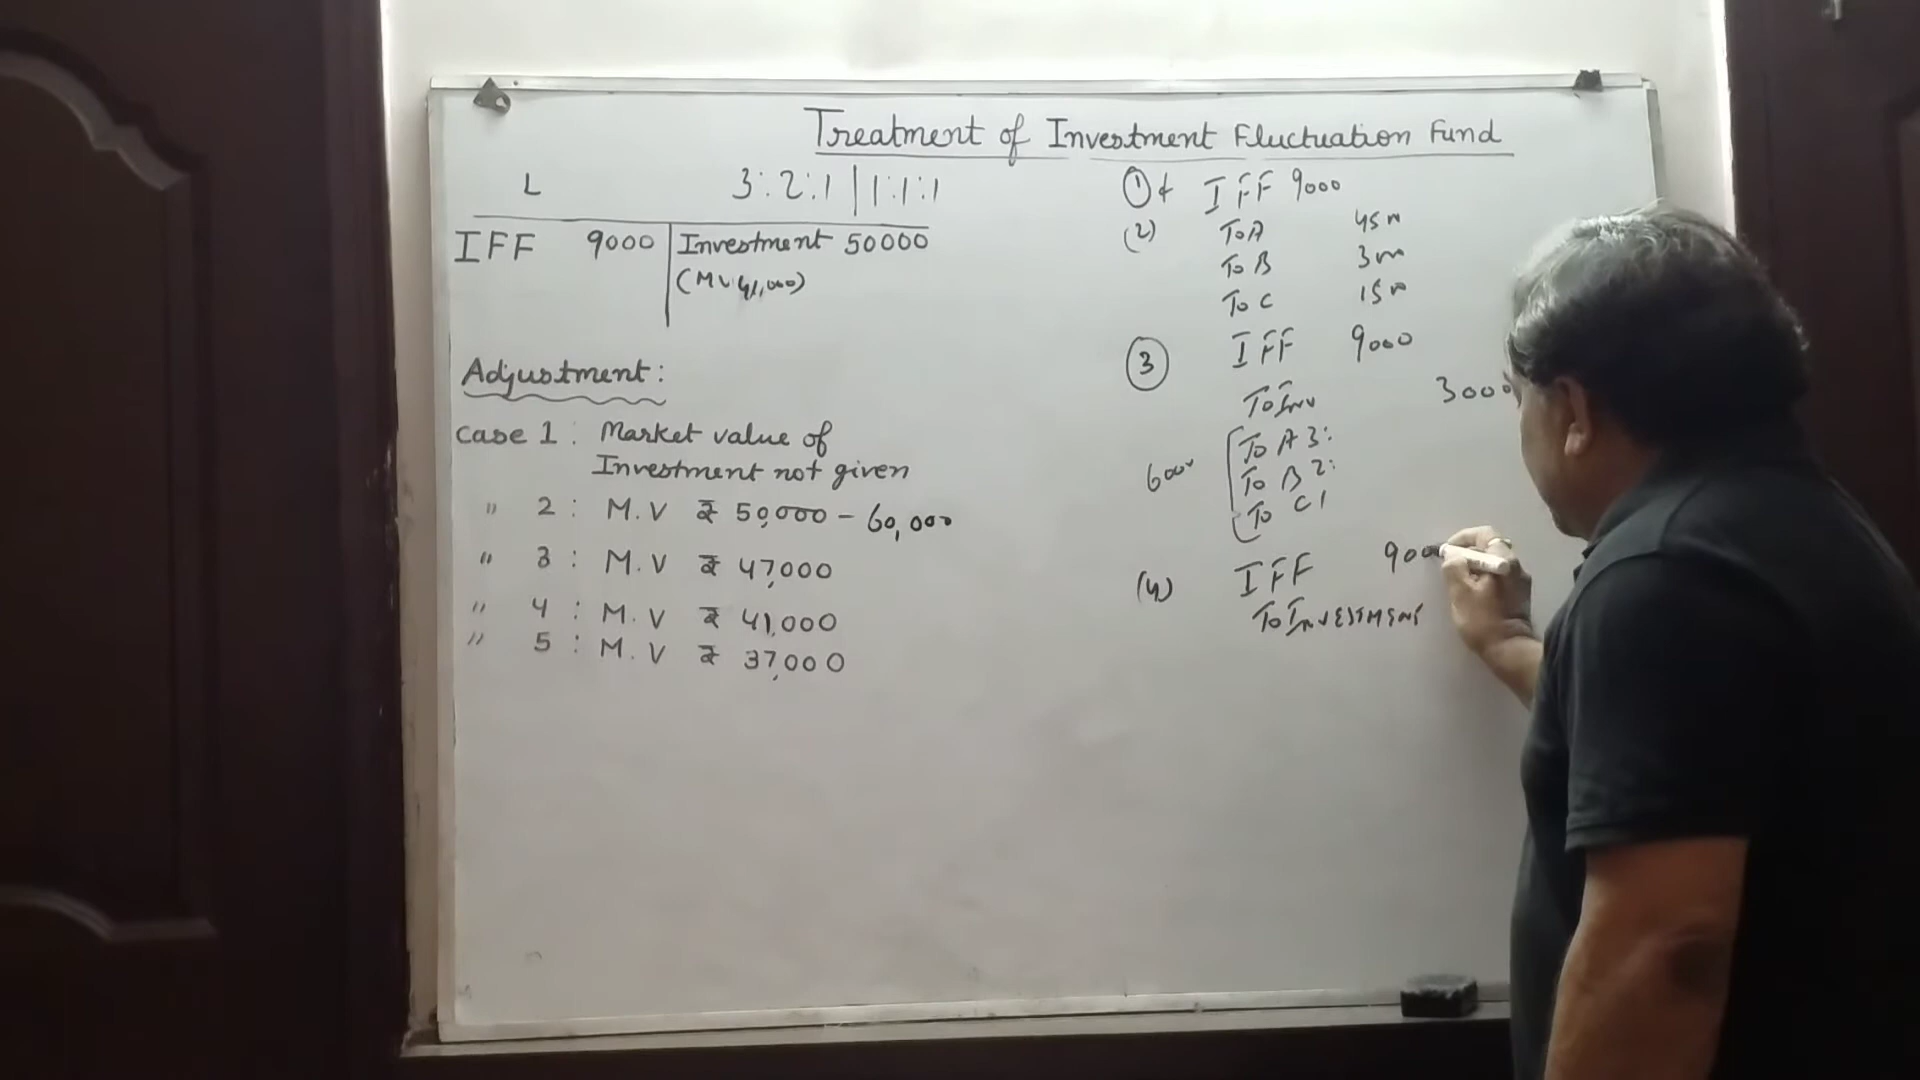 Treatment of Investment Fluctuation Fund
L 3:2:1 | 1:1:1
IFF 9000 | Investment 50000
(MV 41,000)
Adjustment:
Case 1 : Market value of
Investment not given
" 2 : M.V ₹ 50,000 - 60,000
" 3 : M.V ₹ 47,000
" 4 : M.V ₹ 41,000
" 5 : M.V ₹ 37,000
① & IFF 9000
(2) To A 45
To B 3
To C 15
③ IFF 9000
To Inv 3000
To A 3:
6000 To B 2:
To C 1
(4) IFF 900
To INVESTMENT